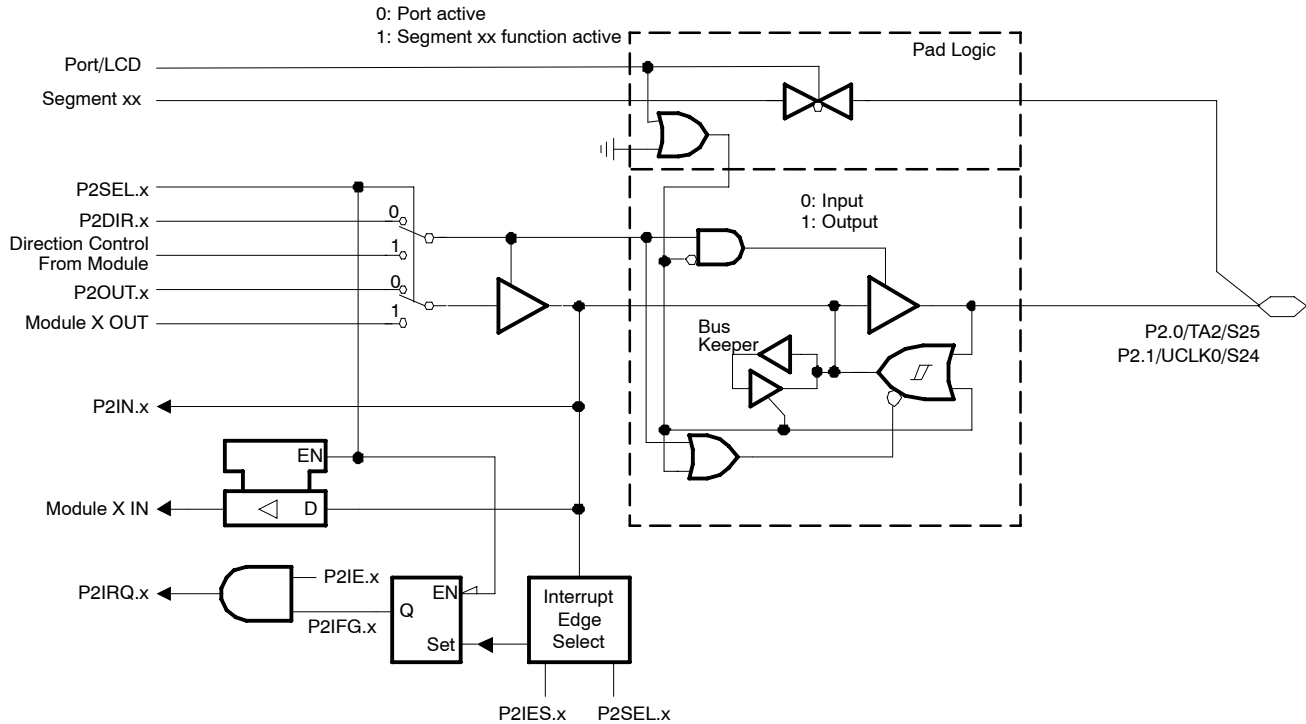 0: Port active
1: Segment xx function active
Pad Logic
Port/LCD
Segment xx
P2SEL.x
0: Input
1: Output
P2DIR.x
0
Direction Control
From Module
1
P2OUT.x
0
Module X OUT
1
Bus
Keeper
P2.0/TA2/S25
P2.1/UCLK0/S24
P2IN.x
EN
Module X IN
D
P2IE.x
P2IRQ.x
EN
Q
P2IFG.x
Set
Interrupt
Edge
Select
P2IES.x
P2SEL.x